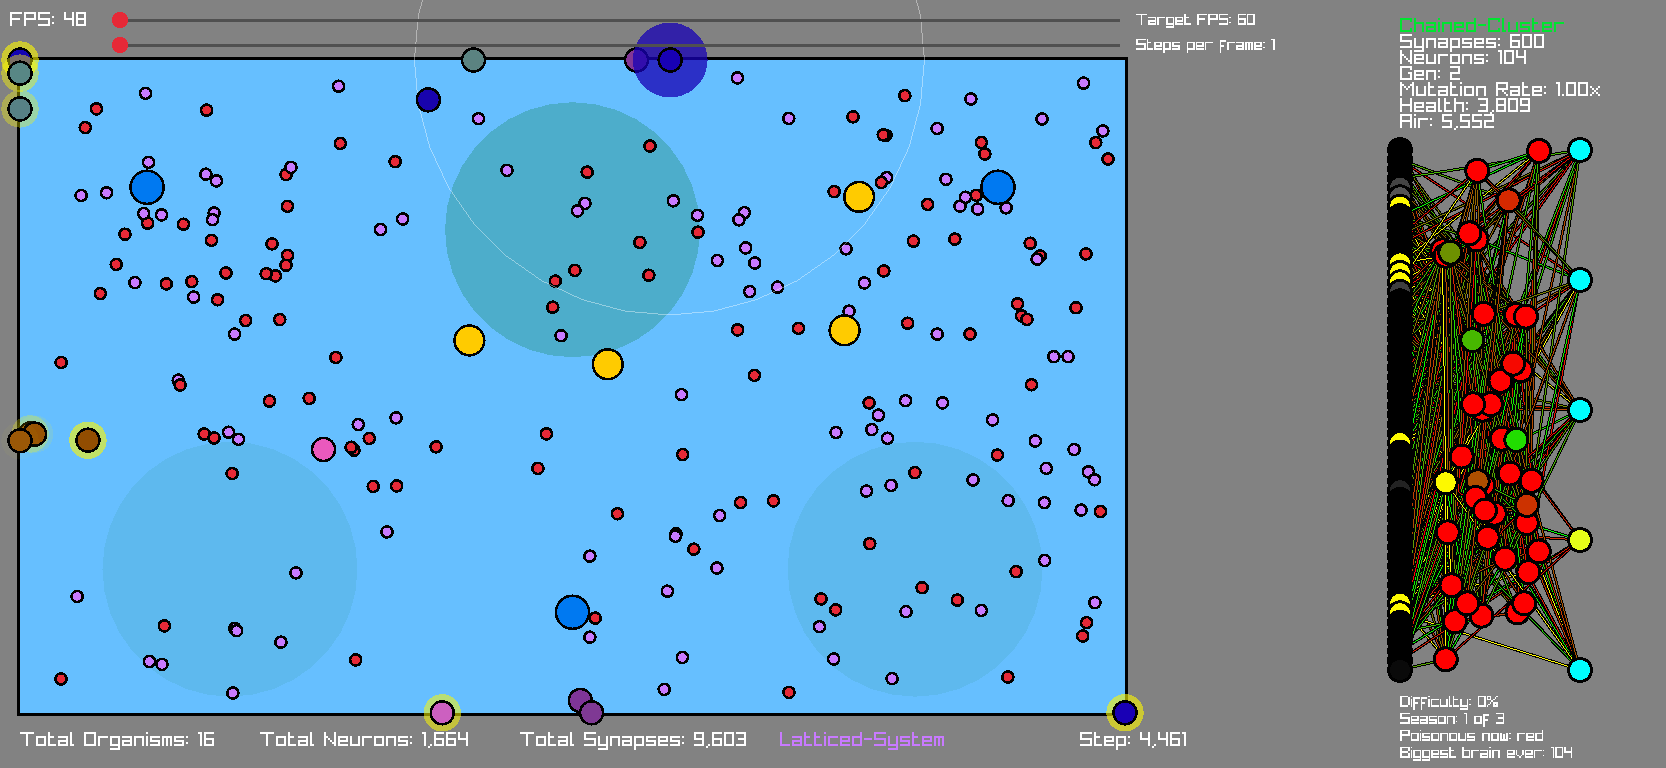 FPS: 48
Target FPS: 60
Steps per frame: 1
Chained-Cluster
Synapses: 600
Neurons: 104
Gen: 2
Mutation Rate: 1.00x
Health: 3,809
Air: 5,552
Difficulty: 0%
Season: 1 of 3
Poisonous now: red
Biggest brain ever: 104
Total Organisms: 16
Total Neurons: 1,664
Total Synapses: 9,603
Latticed-System
Step: 4,461